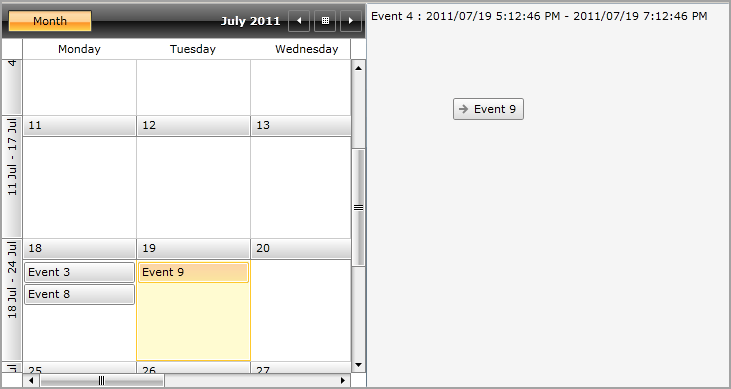 Month
July 2011
Monday Tuesday Wednesday
4
11 Jul - 17 Jul
11 12 13
18 Jul - 24 Jul
18 19 20
Event 3
Event 8
Event 9
Jul
25 26 27
Event 4 : 2011/07/19 5:12:46 PM - 2011/07/19 7:12:46 PM
Event 9